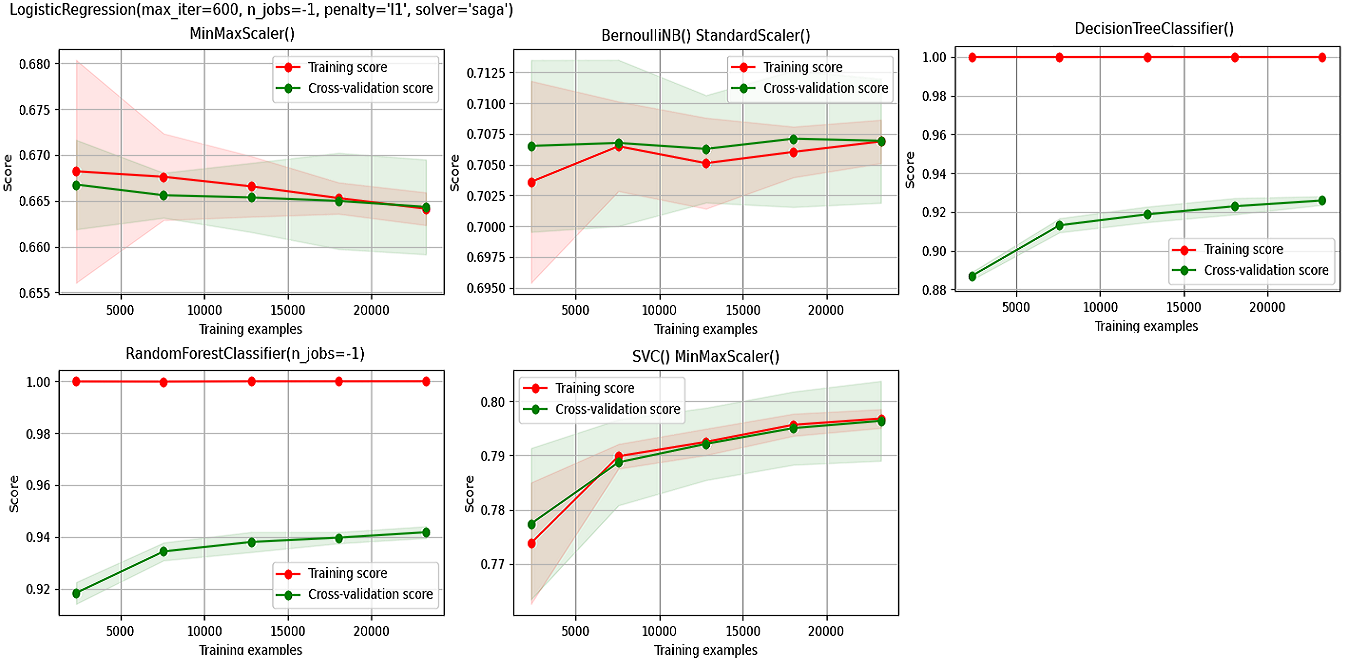 LogisticRegression(max_iter=600, n_jobs=-1, penalty='l1', solver='saga')
MinMaxScaler()
0.680
0.675
0.670
0.665
0.660
0.655
Score
Training score
Cross-validation score
5000 10000 15000 20000
Training examples
BernoulliNB() StandardScaler()
0.7125
0.7100
0.7075
0.7050
0.7025
0.7000
0.6975
0.6950
Score
Training score
Cross-validation score
5000 10000 15000 20000
Training examples
DecisionTreeClassifier()
1.00
0.98
0.96
0.94
0.92
0.90
0.88
Score
Training score
Cross-validation score
5000 10000 15000 20000
Training examples
RandomForestClassifier(n_jobs=-1)
1.00
0.98
0.96
0.94
0.92
Score
Training score
Cross-validation score
5000 10000 15000 20000
Training examples
SVC() MinMaxScaler()
0.80
0.79
0.78
0.77
Score
Training score
Cross-validation score
5000 10000 15000 20000
Training examples